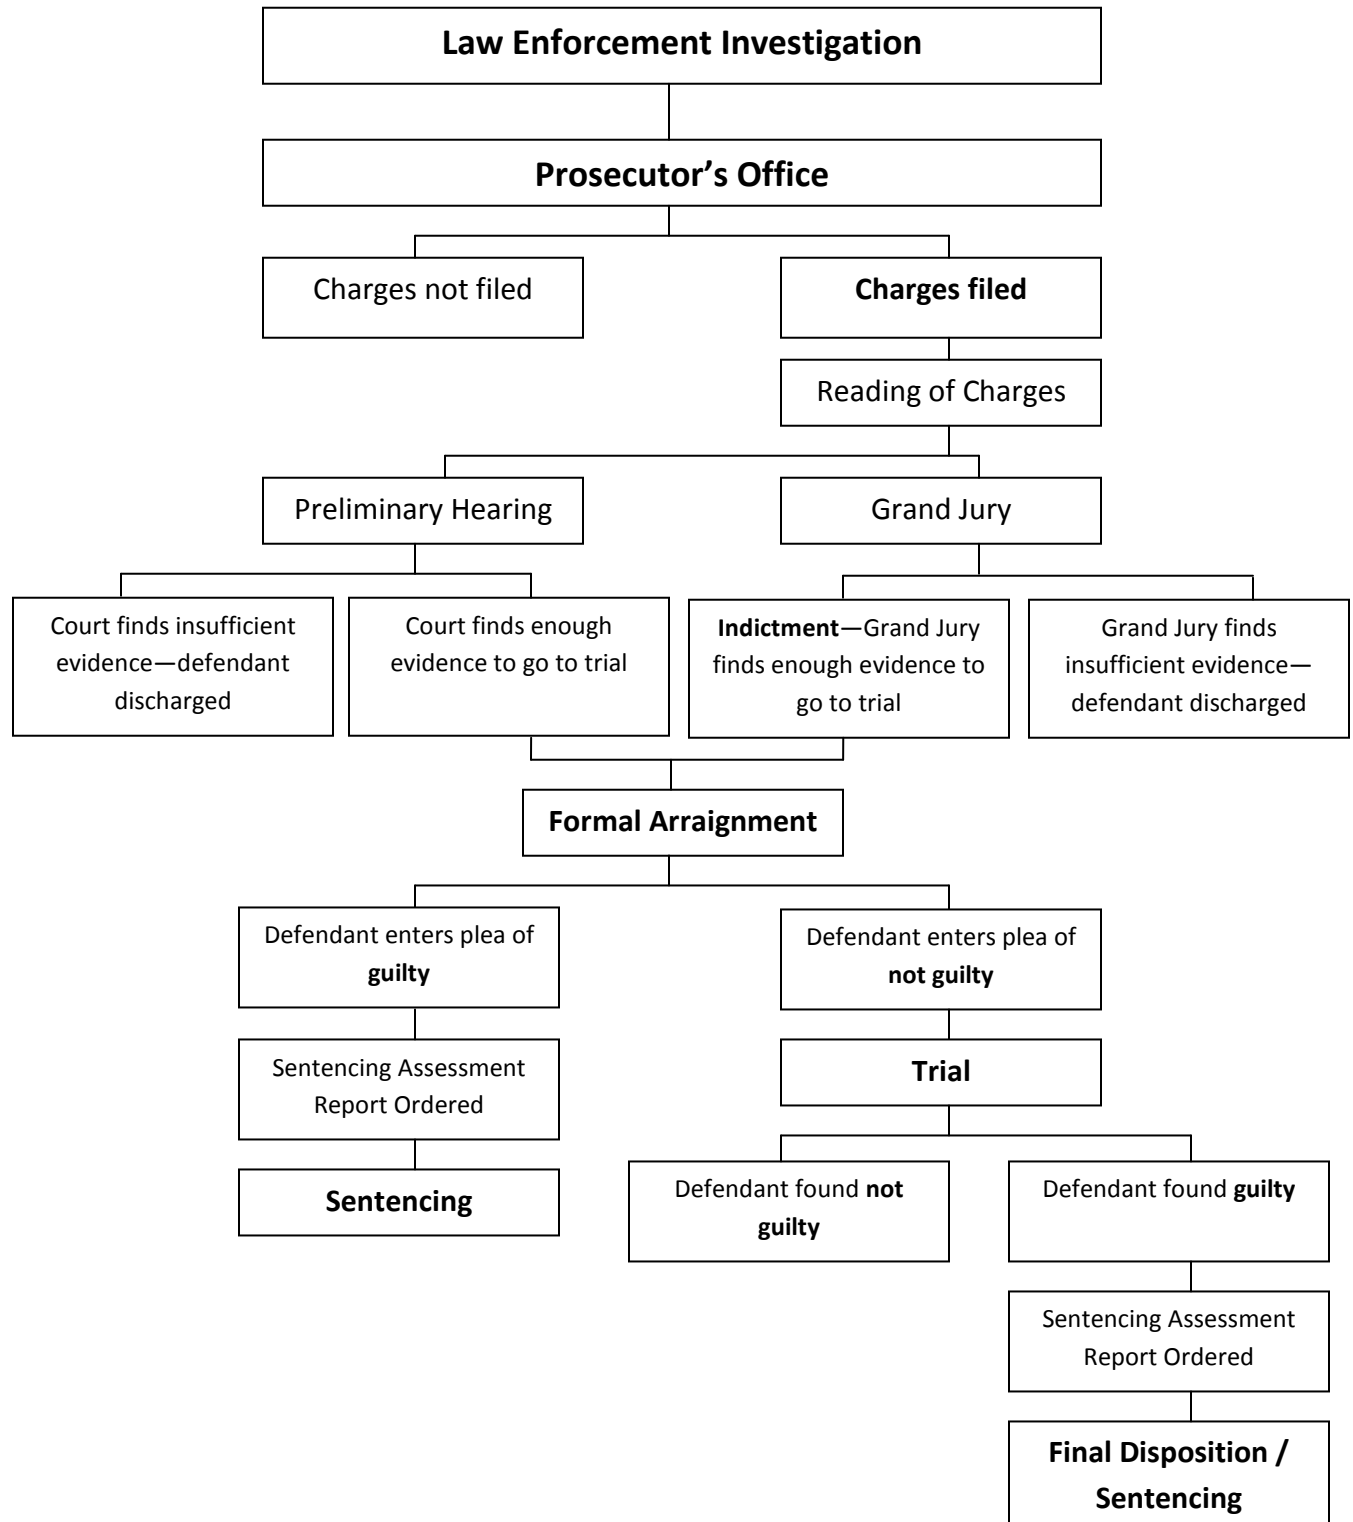 Law Enforcement Investigation
Prosecutor’s Office
Charges not filed
Charges filed
Reading of Charges
Preliminary Hearing
Grand Jury
Court finds insufficient
evidence—defendant
discharged
Court finds enough
evidence to go to trial
Indictment—Grand Jury
finds enough evidence to
go to trial
Grand Jury finds
insufficient evidence—
defendant discharged
Formal Arraignment
Defendant enters plea of
guilty
Defendant enters plea of
not guilty
Sentencing Assessment
Report Ordered
Trial
Sentencing
Defendant found not
guilty
Defendant found guilty
Sentencing Assessment
Report Ordered
Final Disposition /
Sentencing